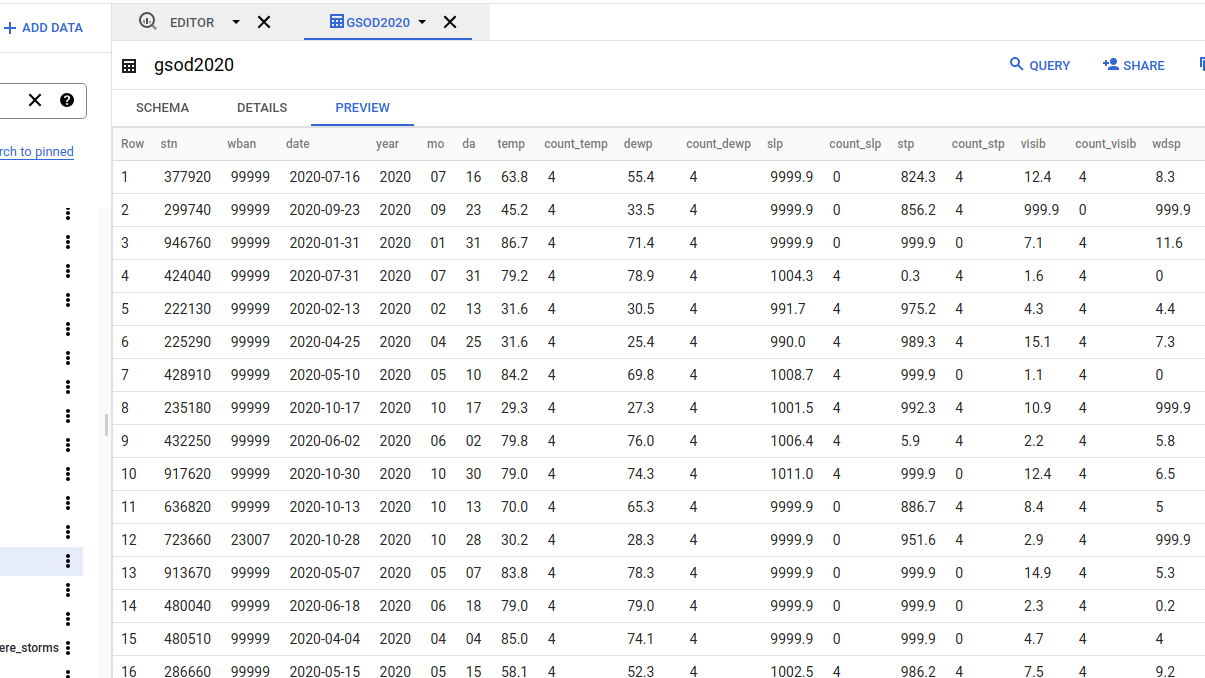 + ADD DATA
EDITOR GSOD2020
gsod2020 QUERY SHARE
rch to pinned
SCHEMA DETAILS PREVIEW
Row stn wban date year mo da temp count_temp dewp count_dewp slp count_slp stp count_stp visib count_visib wdsp
1 377920 99999 2020-07-16 2020 07 16 63.8 4 55.4 4 9999.9 0 824.3 4 12.4 4 8.3
2 299740 99999 2020-09-23 2020 09 23 45.2 4 33.5 4 9999.9 0 856.2 4 999.9 0 999.9
3 946760 99999 2020-01-31 2020 01 31 86.7 4 71.4 4 9999.9 0 999.9 0 7.1 4 11.6
4 424040 99999 2020-07-31 2020 07 31 79.2 4 78.9 4 1004.3 4 0.3 4 1.6 4 0
5 222130 99999 2020-02-13 2020 02 13 31.6 4 30.5 4 991.7 4 975.2 4 4.3 4 4.4
6 225290 99999 2020-04-25 2020 04 25 31.6 4 25.4 4 990.0 4 989.3 4 15.1 4 7.3
7 428910 99999 2020-05-10 2020 05 10 84.2 4 69.8 4 1008.7 4 999.9 0 1.1 4 0
8 235180 99999 2020-10-17 2020 10 17 29.3 4 27.3 4 1001.5 4 992.3 4 10.9 4 999.9
9 432250 99999 2020-06-02 2020 06 02 79.8 4 76.0 4 1006.4 4 5.9 4 2.2 4 5.8
10 917620 99999 2020-10-30 2020 10 30 79.0 4 74.3 4 1011.0 4 999.9 0 12.4 4 6.5
11 636820 99999 2020-10-13 2020 10 13 70.0 4 65.3 4 9999.9 0 886.7 4 8.4 4 5
12 723660 23007 2020-10-28 2020 10 28 30.2 4 28.3 4 9999.9 0 951.6 4 2.9 4 999.9
13 913670 99999 2020-05-07 2020 05 07 83.8 4 78.3 4 9999.9 0 999.9 0 14.9 4 5.3
14 480040 99999 2020-06-18 2020 06 18 79.0 4 79.0 4 9999.9 0 999.9 0 2.3 4 0.2
15 480510 99999 2020-04-04 2020 04 04 85.0 4 74.1 4 9999.9 0 999.9 0 4.7 4 4
ere_storms
16 286660 99999 2020-05-15 2020 05 15 58.1 4 52.3 4 1002.5 4 986.2 4 7.5 4 9.2